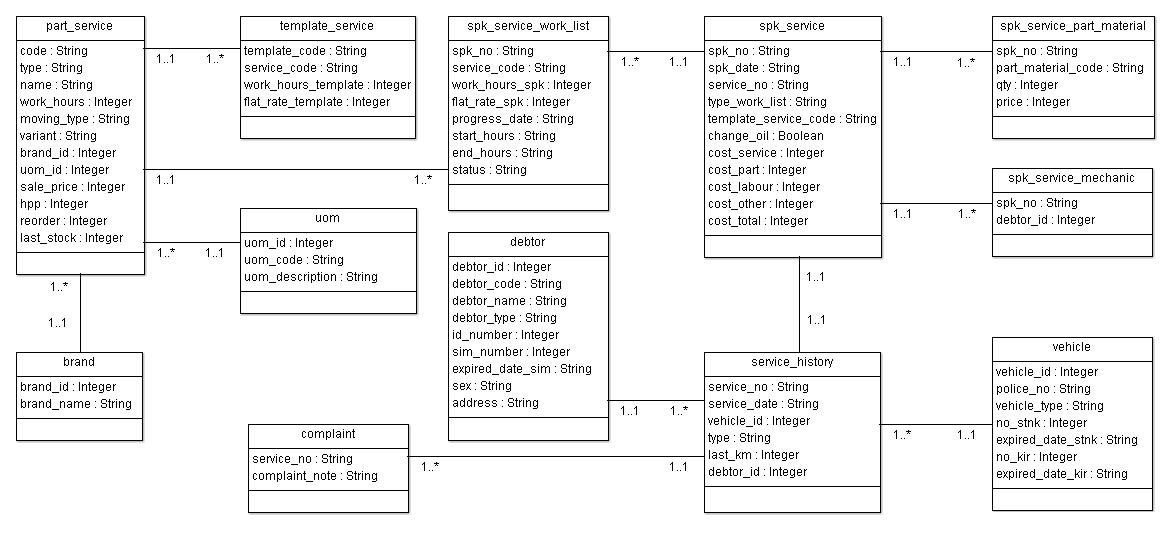 part_service
code : String
type : String
name : String
work_hours : Integer
moving_type : String
variant : String
brand_id : Integer
uom_id : Integer
sale_price : Integer
hpp : Integer
reorder : Integer
last_stock : Integer
1..1
1..*
template_service
template_code : String
service_code : String
work_hours_template : Integer
flat_rate_template : Integer
1..1
1..*
spk_service_work_list
spk_no : String
service_code : String
work_hours_spk : Integer
flat_rate_spk : Integer
progress_date : String
start_hours : String
end_hours : String
status : String
1..*
1..1
spk_service
spk_no : String
spk_date : String
service_no : String
type_work_list : String
template_service_code : String
change_oil : Boolean
cost_service : Integer
cost_part : Integer
cost_labour : Integer
cost_other : Integer
cost_total : Integer
1..1
1..*
spk_service_part_material
spk_no : String
part_material_code : String
qty : Integer
price : Integer
1..1
1..*
spk_service_mechanic
spk_no : String
debtor_id : Integer
1..*
1..1
uom
uom_id : Integer
uom_code : String
uom_description : String
1..*
1..1
brand
brand_id : Integer
brand_name : String
debtor
debtor_id : Integer
debtor_code : String
debtor_name : String
debtor_type : String
id_number : Integer
sim_number : Integer
expired_date_sim : String
sex : String
address : String
1..1
1..*
1..1
1..1
service_history
service_no : String
service_date : String
vehicle_id : Integer
type : String
last_km : Integer
debtor_id : Integer
1..*
1..1
vehicle
vehicle_id : Integer
police_no : String
vehicle_type : String
no_stnk : Integer
expired_date_stnk : String
no_kir : Integer
expired_date_kir : String
complaint
service_no : String
complaint_note : String
1..*
1..1